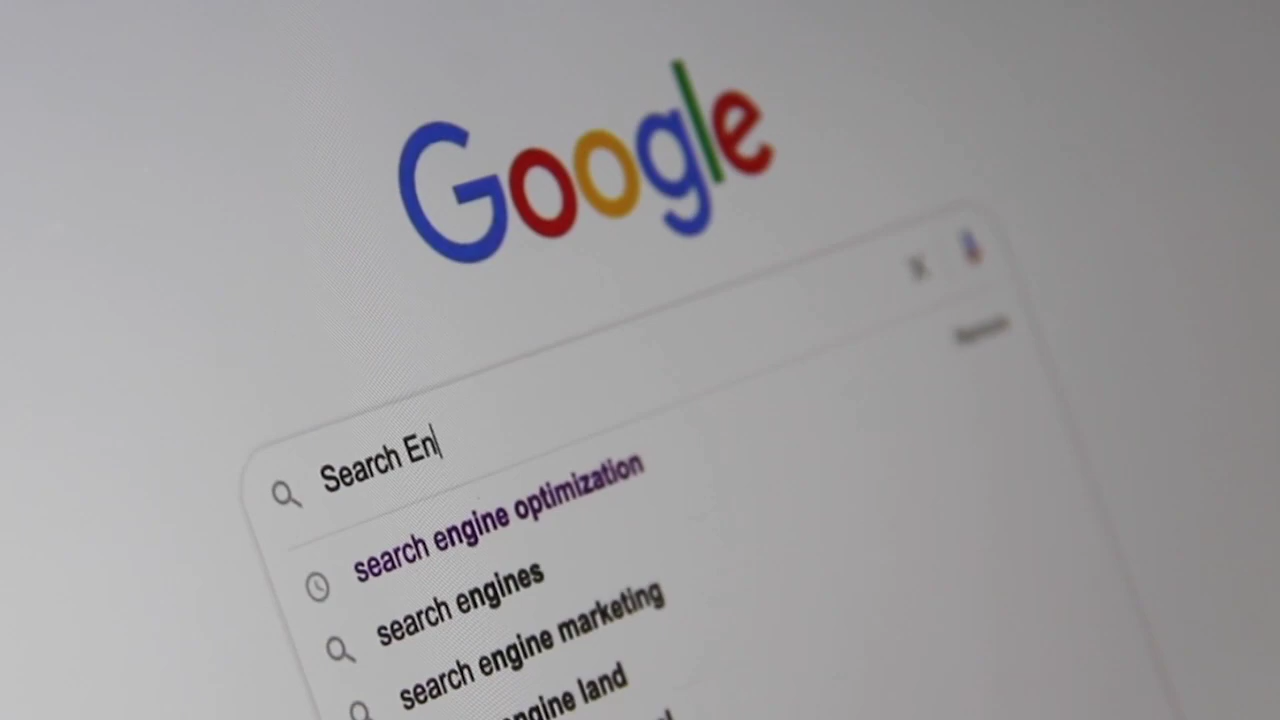 Google
Search En
search engine optimization
search engines
search engine marketing
engine land